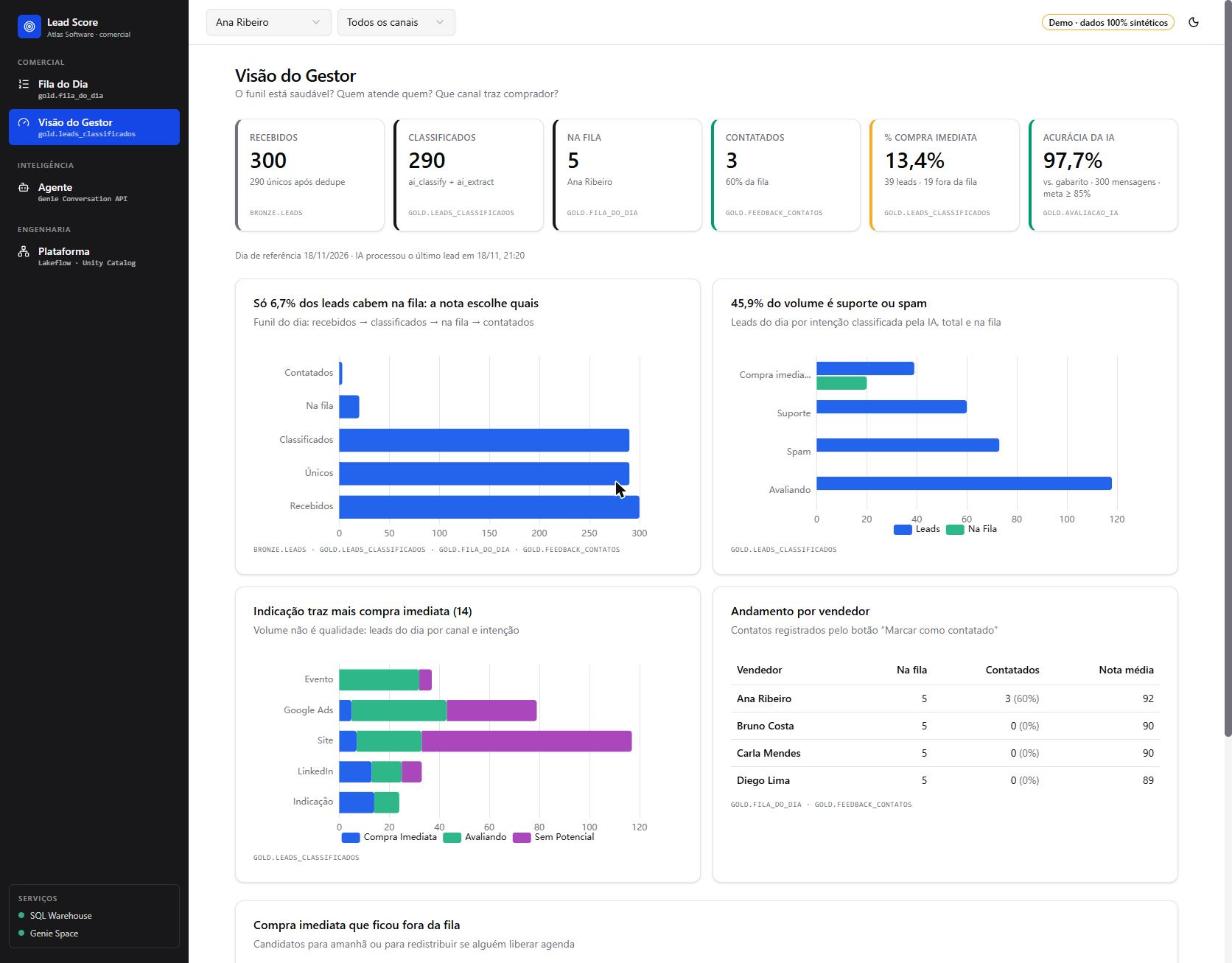 Lead Score
Atlas Software · comercial
COMERCIAL
Fila do Dia
gold.fila_do_dia
Visão do Gestor
gold.leads_classificados
INTELIGÊNCIA
Agente
Genie Conversation API
ENGENHARIA
Plataforma
Lakeflow · Unity Catalog
SERVIÇOS
SQL Warehouse
Genie Space
Ana Ribeiro
Todos os canais
Demo · dados 100% sintéticos
Visão do Gestor
O funil está saudável? Quem atende quem? Que canal traz comprador?
RECEBIDOS
300
290 únicos após dedupe
BRONZE.LEADS
CLASSIFICADOS
290
ai_classify + ai_extract
GOLD.LEADS_CLASSIFICADOS
NA FILA
5
Ana Ribeiro
GOLD.FILA_DO_DIA
CONTATADOS
3
60% da fila
GOLD.FEEDBACK_CONTATOS
% COMPRA IMEDIATA
13,4%
39 leads · 19 fora da fila
GOLD.LEADS_CLASSIFICADOS
ACURÁCIA DA IA
97,7%
vs. gabarito · 300 mensagens ·
meta ≥ 85%
GOLD.AVALIACAO_IA
Dia de referência 18/11/2026 · IA processou o último lead em 18/11, 21:20
Só 6,7% dos leads cabem na fila: a nota escolhe quais
Funil do dia: recebidos → classificados → na fila → contatados
Contatados
Na fila
Classificados
Únicos
Recebidos
0 50 100 150 200 250 300
BRONZE.LEADS · GOLD.LEADS_CLASSIFICADOS · GOLD.FILA_DO_DIA · GOLD.FEEDBACK_CONTATOS
45,9% do volume é suporte ou spam
Leads do dia por intenção classificada pela IA, total e na fila
Compra imedia...
Suporte
Spam
Avaliando
0 20 40 60 80 100 120
Leads Na Fila
GOLD.LEADS_CLASSIFICADOS
Indicação traz mais compra imediata (14)
Volume não é qualidade: leads do dia por canal e intenção
Evento
Google Ads
Site
LinkedIn
Indicação
0 20 40 60 80 100 120
Compra Imediata Avaliando Sem Potencial
GOLD.LEADS_CLASSIFICADOS
Andamento por vendedor
Contatos registrados pelo botão "Marcar como contatado"
Vendedor Na fila Contatados Nota média
Ana Ribeiro 5 3 (60%) 92
Bruno Costa 5 0 (0%) 90
Carla Mendes 5 0 (0%) 90
Diego Lima 5 0 (0%) 89
GOLD.FILA_DO_DIA · GOLD.FEEDBACK_CONTATOS
Compra imediata que ficou fora da fila
Candidatos para amanhã ou para redistribuir se alguém liberar agenda